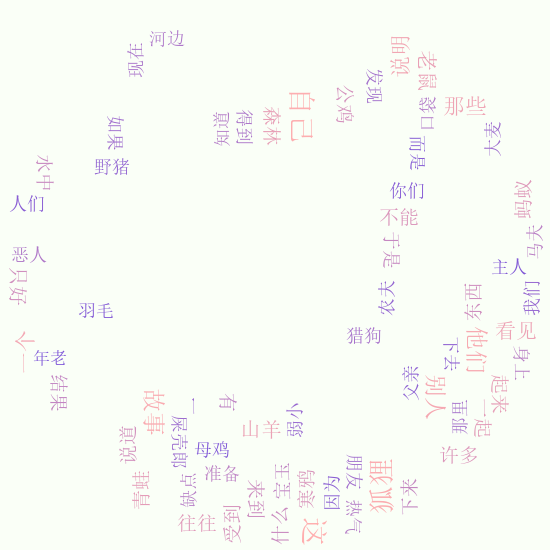 河边
现在
说明
老鼠
发现
公鸡
自己
那些
袋口
大麦
如果
知道
得到
森林
而是
野猪
水中
你们
蚂蚁
人们
不能
马夫
于是
恶人
主人
只好
农夫
东西
我们
羽毛
看见
猎狗
他们
一个
年老
下去
身上
结果
父亲
别人
起来
那里
一起
故事
一
有
弱小
山羊
说道
屎壳郎
母鸡
许多
青蛙
缺点
准备
来到
宝玉
寒鸦
因为
朋友
狐狸
下来
往往
受到
什么
这
热气